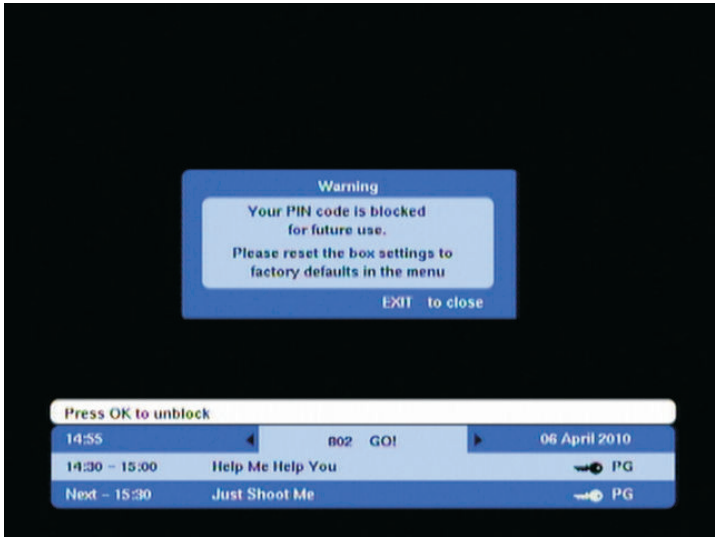 Warning
Your PIN code is blocked
for future use.
Please reset the box settings to
factory defaults in the menu
EXIT to close
Press OK to unblock
14:55 802 GO! 06 April 2010
14:30 – 15:00 Help Me Help You PG
Next – 15:30 Just Shoot Me PG